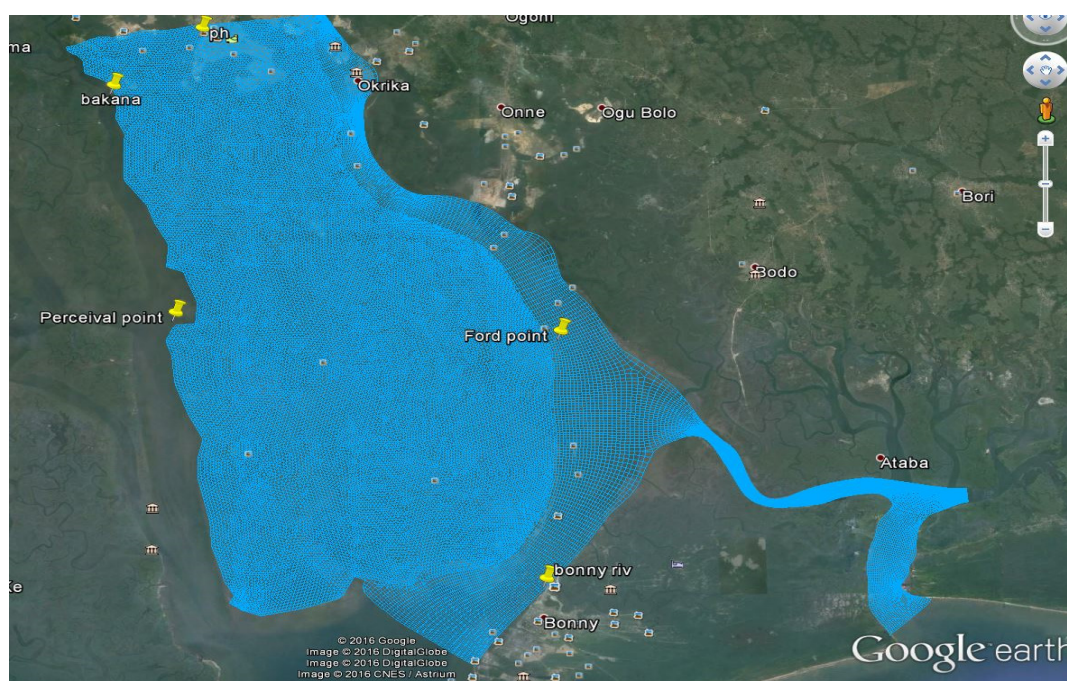 Ogoni
ma
ph
Okrika
bakana
Onne
Ogu Bolo
Bori
Bodo
Perceival point
Ford point
Ataba
bonny riv
Ke
Bonny
© 2016 Google
Image © 2016 DigitalGlobe
Image © 2016 DigitalGlobe
Image © 2016 CNES / Astrium
Google earth